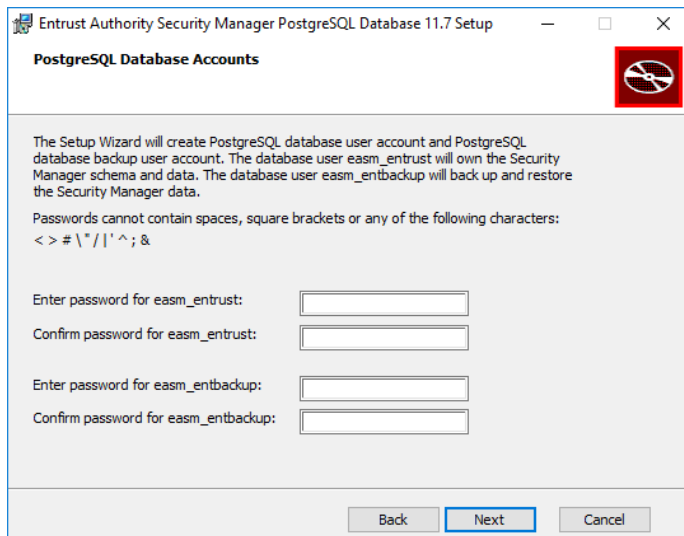 Entrust Authority Security Manager PostgreSQL Database 11.7 Setup
PostgreSQL Database Accounts
The Setup Wizard will create PostgreSQL database user account and PostgreSQL
database backup user account. The database user easm_entrust will own the Security
Manager schema and data. The database user easm_entbackup will back up and restore
the Security Manager data.
Passwords cannot contain spaces, square brackets or any of the following characters:
< > # \ " / | ' ^ ; &
Enter password for easm_entrust:
Confirm password for easm_entrust:
Enter password for easm_entbackup:
Confirm password for easm_entbackup:
Back Next Cancel